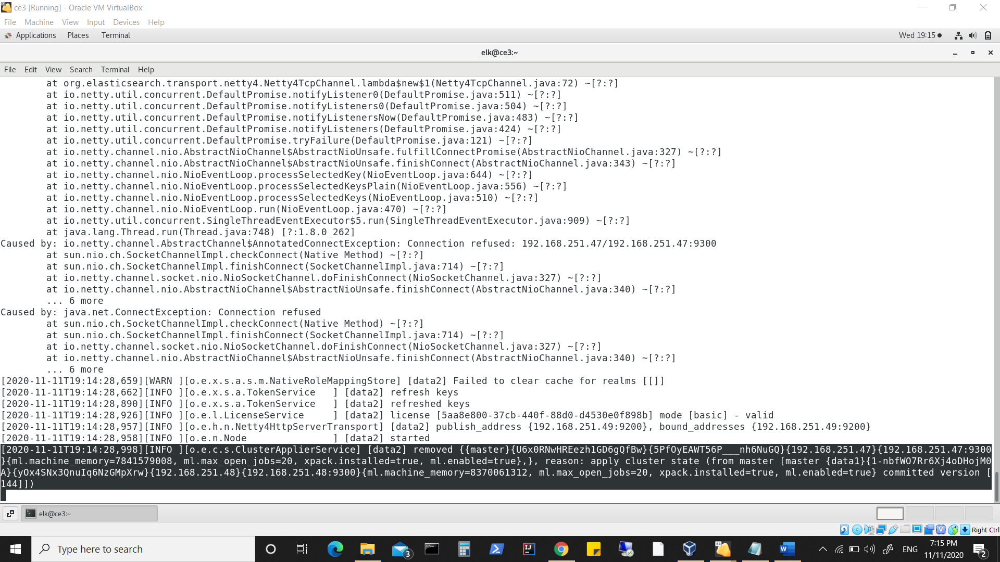 ce3 [Running] - Oracle VM VirtualBox
File Machine View Input Devices Help
Applications Places Terminal Wed 19:15
elk@ce3:~
File Edit View Search Terminal Help
at org.elasticsearch.transport.netty4.Netty4TcpChannel.lambda$new$1(Netty4TcpChannel.java:72) ~[?:?]
at io.netty.util.concurrent.DefaultPromise.notifyListener0(DefaultPromise.java:511) ~[?:?]
at io.netty.util.concurrent.DefaultPromise.notifyListeners0(DefaultPromise.java:504) ~[?:?]
at io.netty.util.concurrent.DefaultPromise.notifyListenersNow(DefaultPromise.java:483) ~[?:?]
at io.netty.util.concurrent.DefaultPromise.notifyListeners(DefaultPromise.java:424) ~[?:?]
at io.netty.util.concurrent.DefaultPromise.tryFailure(DefaultPromise.java:121) ~[?:?]
at io.netty.channel.nio.AbstractNioChannel$AbstractNioUnsafe.fulfillConnectPromise(AbstractNioChannel.java:327) ~[?:?]
at io.netty.channel.nio.AbstractNioChannel$AbstractNioUnsafe.finishConnect(AbstractNioChannel.java:343) ~[?:?]
at io.netty.channel.nio.NioEventLoop.processSelectedKey(NioEventLoop.java:644) ~[?:?]
at io.netty.channel.nio.NioEventLoop.processSelectedKeysPlain(NioEventLoop.java:556) ~[?:?]
at io.netty.channel.nio.NioEventLoop.processSelectedKeys(NioEventLoop.java:510) ~[?:?]
at io.netty.channel.nio.NioEventLoop.run(NioEventLoop.java:470) ~[?:?]
at io.netty.util.concurrent.SingleThreadEventExecutor$5.run(SingleThreadEventExecutor.java:909) ~[?:?]
at java.lang.Thread.run(Thread.java:748) [?:1.8.0_262]
Caused by: io.netty.channel.AbstractChannel$AnnotatedConnectException: Connection refused: 192.168.251.47/192.168.251.47:9300
at sun.nio.ch.SocketChannelImpl.checkConnect(Native Method) ~[?:?]
at sun.nio.ch.SocketChannelImpl.finishConnect(SocketChannelImpl.java:714) ~[?:?]
at io.netty.channel.socket.nio.NioSocketChannel.doFinishConnect(NioSocketChannel.java:327) ~[?:?]
at io.netty.channel.nio.AbstractNioChannel$AbstractNioUnsafe.finishConnect(AbstractNioChannel.java:340) ~[?:?]
... 6 more
Caused by: java.net.ConnectException: Connection refused
at sun.nio.ch.SocketChannelImpl.checkConnect(Native Method) ~[?:?]
at sun.nio.ch.SocketChannelImpl.finishConnect(SocketChannelImpl.java:714) ~[?:?]
at io.netty.channel.socket.nio.NioSocketChannel.doFinishConnect(NioSocketChannel.java:327) ~[?:?]
at io.netty.channel.nio.AbstractNioChannel$AbstractNioUnsafe.finishConnect(AbstractNioChannel.java:340) ~[?:?]
... 6 more
[2020-11-11T19:14:28,659][WARN ][o.e.x.s.a.s.m.NativeRoleMappingStore] [data2] Failed to clear cache for realms [[]]
[2020-11-11T19:14:28,662][INFO ][o.e.x.s.a.TokenService   ] [data2] refresh keys
[2020-11-11T19:14:28,890][INFO ][o.e.x.s.a.TokenService   ] [data2] refreshed keys
[2020-11-11T19:14:28,926][INFO ][o.e.l.LicenseService     ] [data2] license [5aa8e800-37cb-440f-88d0-d4530e0f898b] mode [basic] - valid
[2020-11-11T19:14:28,957][INFO ][o.e.h.n.Netty4HttpServerTransport] [data2] publish_address {192.168.251.49:9200}, bound_addresses {192.168.251.49:9200}
[2020-11-11T19:14:28,958][INFO ][o.e.n.Node               ] [data2] started
[2020-11-11T19:14:28,998][INFO ][o.e.c.s.ClusterApplierService] [data2] removed {{master}{U6x0RNwHREezh1GD6gQfBw}{5PfOyEAWT56P___nh6NuGQ}{192.168.251.47}{192.168.251.47:9300
}{ml.machine_memory=7841579008, ml.max_open_jobs=20, xpack.installed=true, ml.enabled=true},}, reason: apply cluster state (from master [master {data1}{1-nbfWO7Rr6Xj4oDHojM0
A}{yOx4SNx3QnuIq6NzGMpXrw}{192.168.251.48}{192.168.251.48:9300}{ml.machine_memory=8370061312, ml.max_open_jobs=20, xpack.installed=true, ml.enabled=true} committed version [
144]])
elk@ce3:~
Right Ctrl
Type here to search 3 ENG 7:15 PM
11/11/2020 2